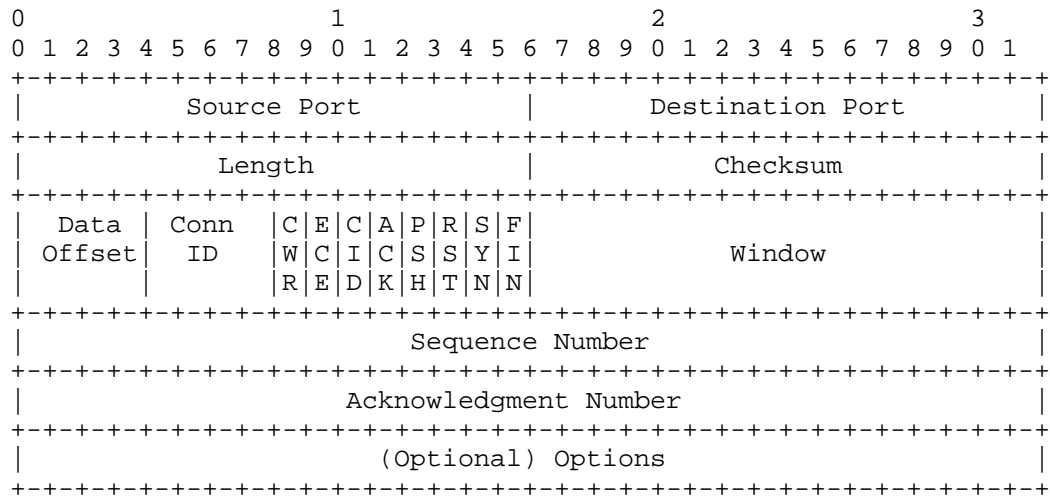 0                   1                   2                   3
0 1 2 3 4 5 6 7 8 9 0 1 2 3 4 5 6 7 8 9 0 1 2 3 4 5 6 7 8 9 0 1
+-+-+-+-+-+-+-+-+-+-+-+-+-+-+-+-+-+-+-+-+-+-+-+-+-+-+-+-+-+-+-+-+
|          Source Port          |       Destination Port        |
+-+-+-+-+-+-+-+-+-+-+-+-+-+-+-+-+-+-+-+-+-+-+-+-+-+-+-+-+-+-+-+-+
|            Length             |           Checksum            |
+-+-+-+-+-+-+-+-+-+-+-+-+-+-+-+-+-+-+-+-+-+-+-+-+-+-+-+-+-+-+-+-+
|  Data | Conn  |C|E|C|A|P|R|S|F|                               |
| Offset|  ID   |W|C|I|C|S|S|Y|I|            Window             |
|       |       |R|E|D|K|H|T|N|N|                               |
+-+-+-+-+-+-+-+-+-+-+-+-+-+-+-+-+-+-+-+-+-+-+-+-+-+-+-+-+-+-+-+-+
|                        Sequence Number                        |
+-+-+-+-+-+-+-+-+-+-+-+-+-+-+-+-+-+-+-+-+-+-+-+-+-+-+-+-+-+-+-+-+
|                    Acknowledgment Number                      |
+-+-+-+-+-+-+-+-+-+-+-+-+-+-+-+-+-+-+-+-+-+-+-+-+-+-+-+-+-+-+-+-+
|                      (Optional) Options                       |
+-+-+-+-+-+-+-+-+-+-+-+-+-+-+-+-+-+-+-+-+-+-+-+-+-+-+-+-+-+-+-+-+